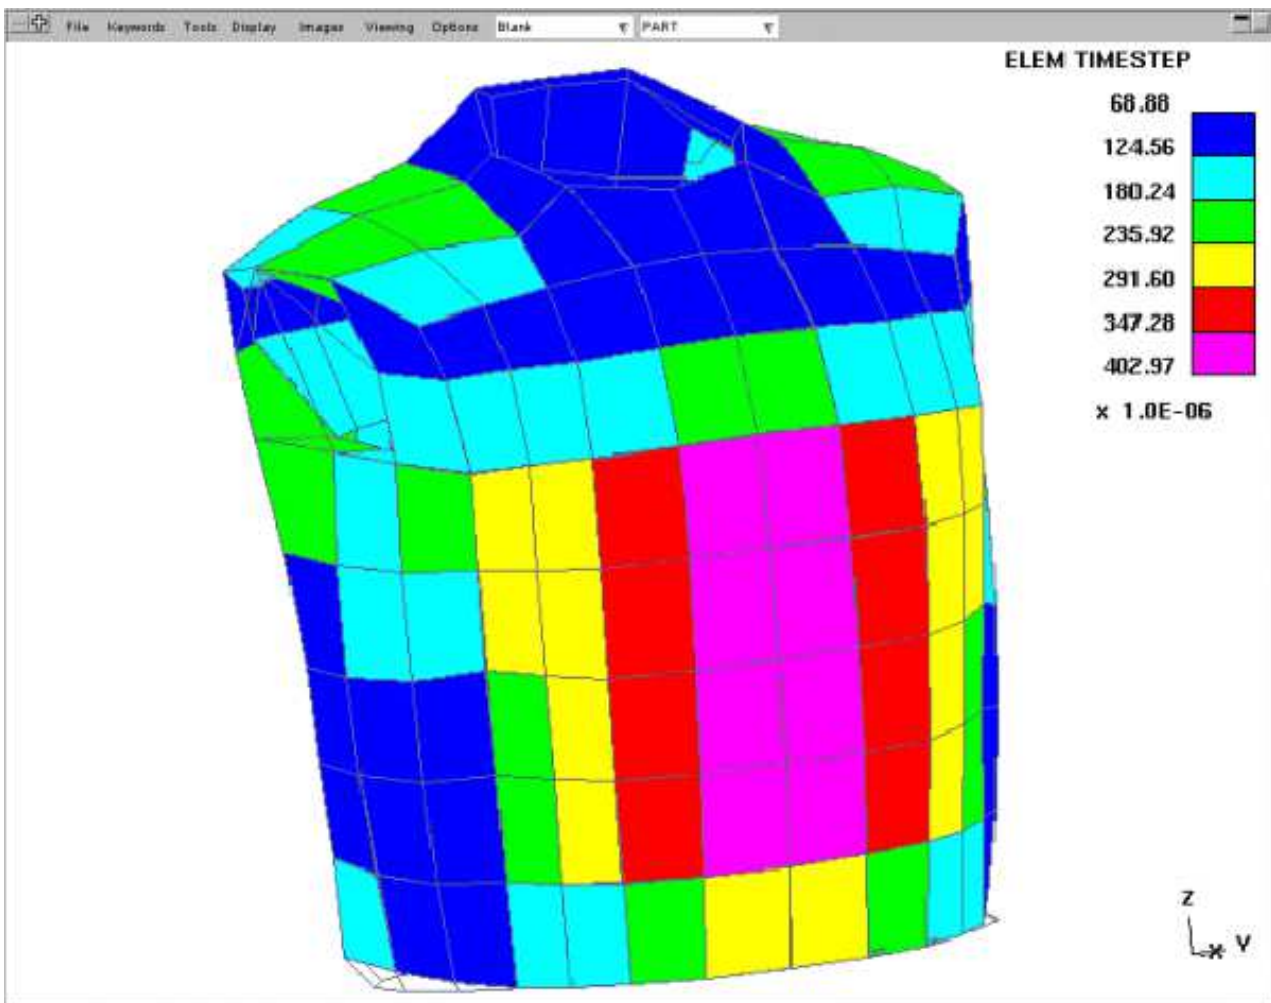 File Keywords Tools Display Images Viewing Options Blank PART
ELEM TIMESTEP
68.88
124.56
180.24
235.92
291.60
347.28
402.97
x 1.0E-06
Z
Y
X